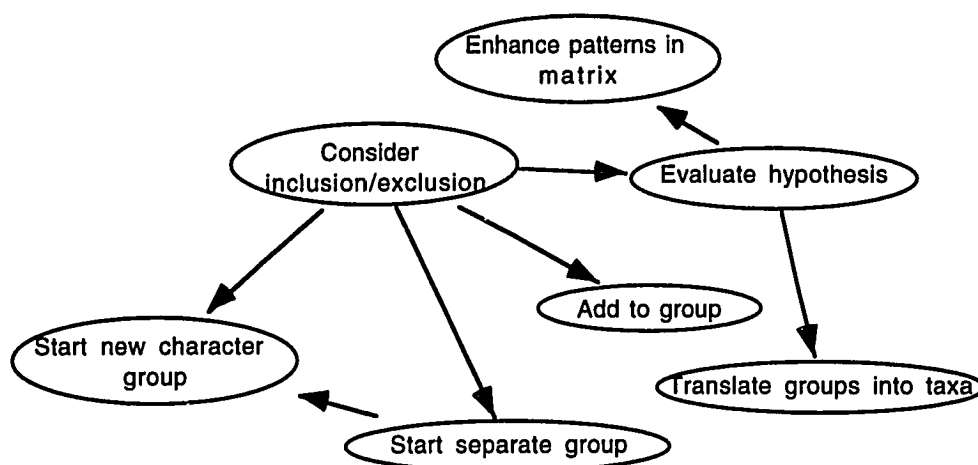 Enhance patterns in
matrix
Consider
inclusion/exclusion
Evaluate hypothesis
Add to group
Start new character
group
Translate groups into taxa
Start separate group